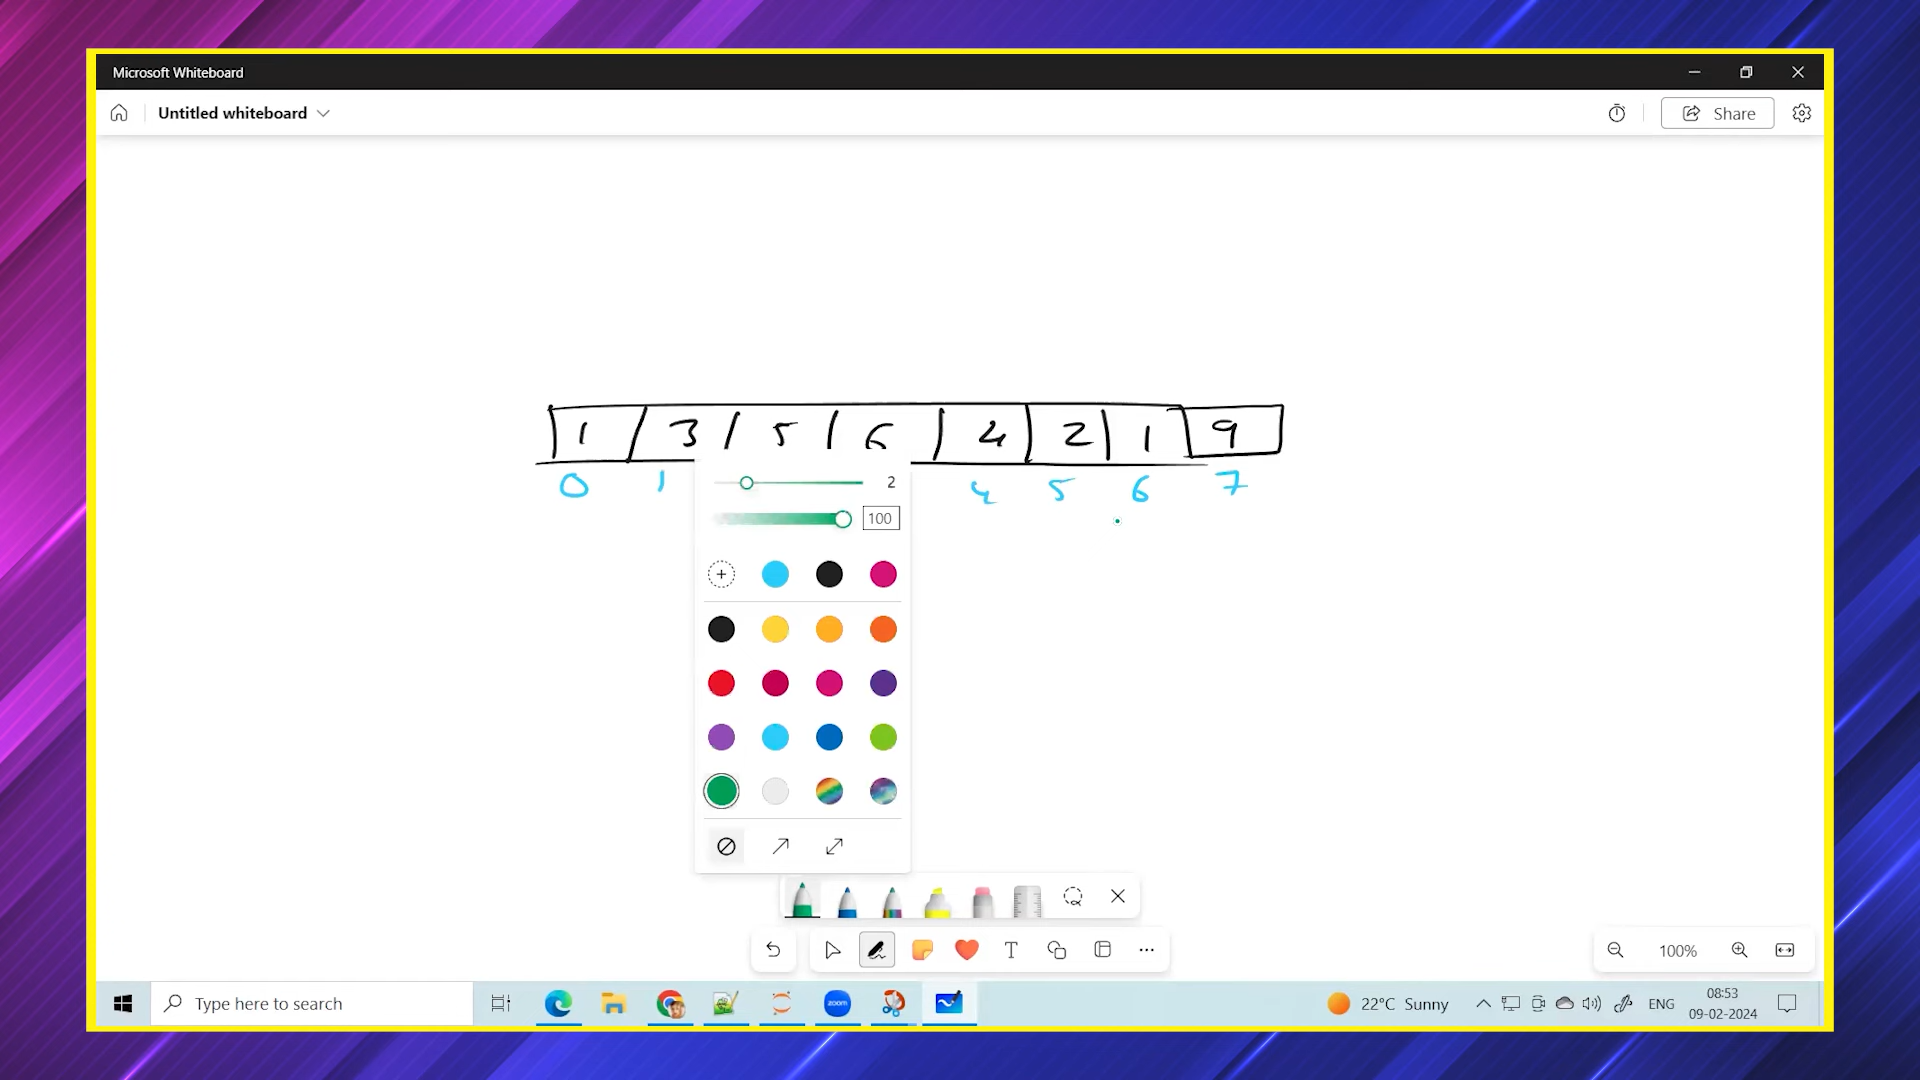 Microsoft Whiteboard
Untitled whiteboard
Share
1 3 5 6 4 2 1 9
0 1 4 5 6 7
2
100
T
100%
Type here to search
zoom
22°C Sunny
ENG
08:53
09-02-2024